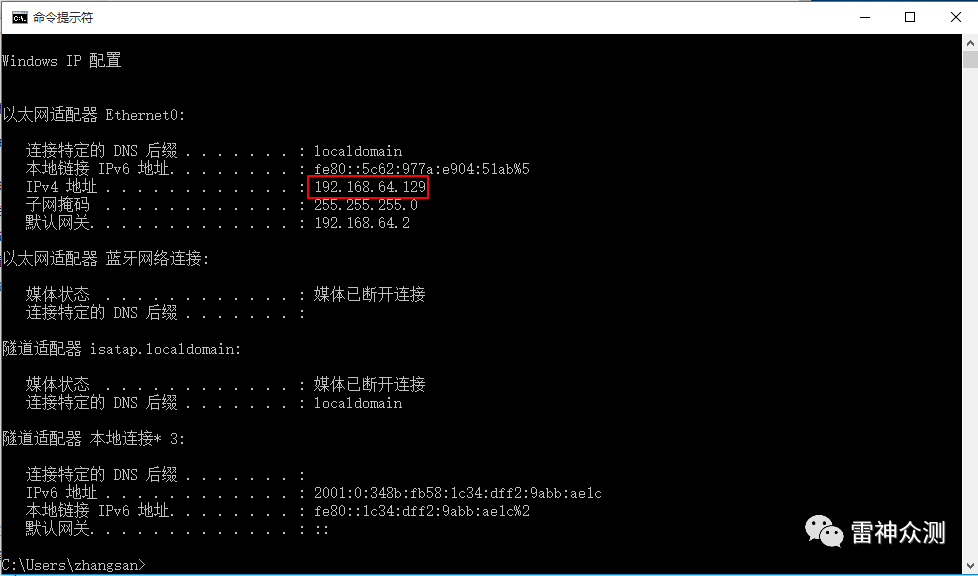 命令提示符
Windows IP 配置
以太网适配器 Ethernet0:
连接特定的 DNS 后缀 . . . . . . . : localdomain
本地链接 IPv6 地址. . . . . . . . : fe80::5c62:977a:e904:51ab%5
IPv4 地址 . . . . . . . . . . . . : 192.168.64.129
子网掩码  . . . . . . . . . . . . : 255.255.255.0
默认网关. . . . . . . . . . . . . : 192.168.64.2
以太网适配器 蓝牙网络连接:
媒体状态  . . . . . . . . . . . . : 媒体已断开连接
连接特定的 DNS 后缀 . . . . . . . :
隧道适配器 isatap.localdomain:
媒体状态  . . . . . . . . . . . . : 媒体已断开连接
连接特定的 DNS 后缀 . . . . . . . : localdomain
隧道适配器 本地连接* 3:
连接特定的 DNS 后缀 . . . . . . . :
IPv6 地址 . . . . . . . . . . . . : 2001:0:348b:fb58:1c34:dff2:9abb:ae1c
本地链接 IPv6 地址. . . . . . . . : fe80::1c34:dff2:9abb:ae1c%2
默认网关. . . . . . . . . . . . . : ::
雷神众测
C:\Users\zhangsan>